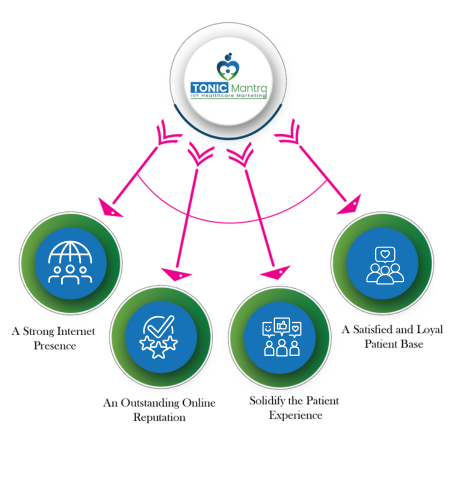 TONIC Mantra
IVF Healthcare Marketing
A Strong Internet
Presence
An Outstanding Online
Reputation
Solidify the Patient
Experience
A Satisfied and Loyal
Patient Base